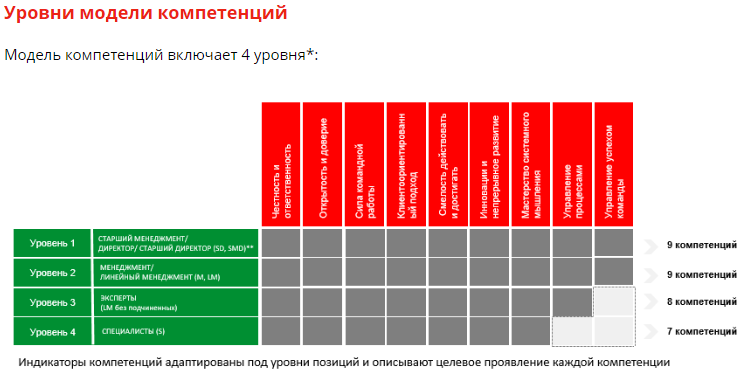 Уровни модели компетенций
Модель компетенций включает 4 уровня*:
Честность и
ответственность
Открытость и доверие
Сила командной
работы
Клиентоориентированн
ый подход
Смелость действовать
и достигать
Инновации и
непрерывное развитие
Мастерство системного
мышления
Управление
процессами
Управление успехом
команды
Уровень 1
СТАРШИЙ МЕНЕДЖМЕНТ/
ДИРЕКТОР/ СТАРШИЙ ДИРЕКТОР (SD, SMD)**
9 компетенций
Уровень 2
МЕНЕДЖМЕНТ/
ЛИНЕЙНЫЙ МЕНЕДЖМЕНТ (M, LM)
9 компетенций
Уровень 3
ЭКСПЕРТЫ
(LM без подчиненных)
8 компетенций
Уровень 4
СПЕЦИАЛИСТЫ (S)
7 компетенций
Индикаторы компетенций адаптированы под уровни позиций и описывают целевое проявление каждой компетенции